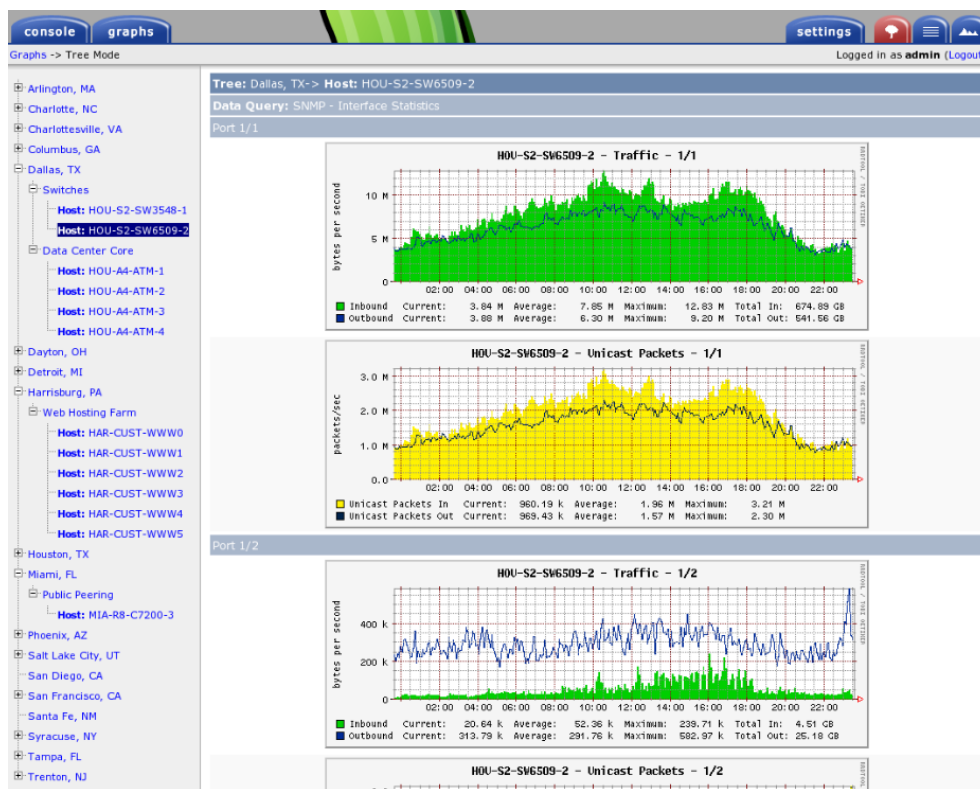 console graphs settings
Graphs -> Tree Mode Logged in as admin (Logout
Arlington, MA
Charlotte, NC
Charlottesville, VA
Columbus, GA
Dallas, TX
Switches
Host: HOU-S2-SW3548-1
Host: HOU-S2-SW6509-2
Data Center Core
Host: HOU-A4-ATM-1
Host: HOU-A4-ATM-2
Host: HOU-A4-ATM-3
Host: HOU-A4-ATM-4
Dayton, OH
Detroit, MI
Harrisburg, PA
Web Hosting Farm
Host: HAR-CUST-WWW0
Host: HAR-CUST-WWW1
Host: HAR-CUST-WWW2
Host: HAR-CUST-WWW3
Host: HAR-CUST-WWW4
Host: HAR-CUST-WWW5
Houston, TX
Miami, FL
Public Peering
Host: MIA-R8-C7200-3
Phoenix, AZ
Salt Lake City, UT
San Diego, CA
San Francisco, CA
Santa Fe, NM
Syracuse, NY
Tampa, FL
Trenton, NJ
Tree: Dallas, TX-> Host: HOU-S2-SW6509-2
Data Query: SNMP - Interface Statistics
Port 1/1
HOU-S2-SW6509-2 - Traffic - 1/1
RRDTOOL / TOBI OETIKER
bytes per second
10 M
5 M
0
02:00 04:00 06:00 08:00 10:00 12:00 14:00 16:00 18:00 20:00 22:00
Inbound Current: 3.84 M Average: 7.85 M Maximum: 12.83 M Total In: 674.89 GB
Outbound Current: 3.88 M Average: 6.30 M Maximum: 9.20 M Total Out: 541.56 GB
HOU-S2-SW6509-2 - Unicast Packets - 1/1
RRDTOOL / TOBI OETIKER
packets/sec
3.0 M
2.0 M
1.0 M
0.0
02:00 04:00 06:00 08:00 10:00 12:00 14:00 16:00 18:00 20:00 22:00
Unicast Packets In Current: 960.19 k Average: 1.96 M Maximum: 3.21 M
Unicast Packets Out Current: 969.43 k Average: 1.57 M Maximum: 2.30 M
Port 1/2
HOU-S2-SW6509-2 - Traffic - 1/2
RRDTOOL / TOBI OETIKER
bytes per second
400 k
200 k
0
02:00 04:00 06:00 08:00 10:00 12:00 14:00 16:00 18:00 20:00 22:00
Inbound Current: 20.64 k Average: 52.36 k Maximum: 239.71 k Total In: 4.51 GB
Outbound Current: 313.79 k Average: 291.76 k Maximum: 582.97 k Total Out: 25.18 GB
HOU-S2-SW6509-2 - Unicast Packets - 1/2